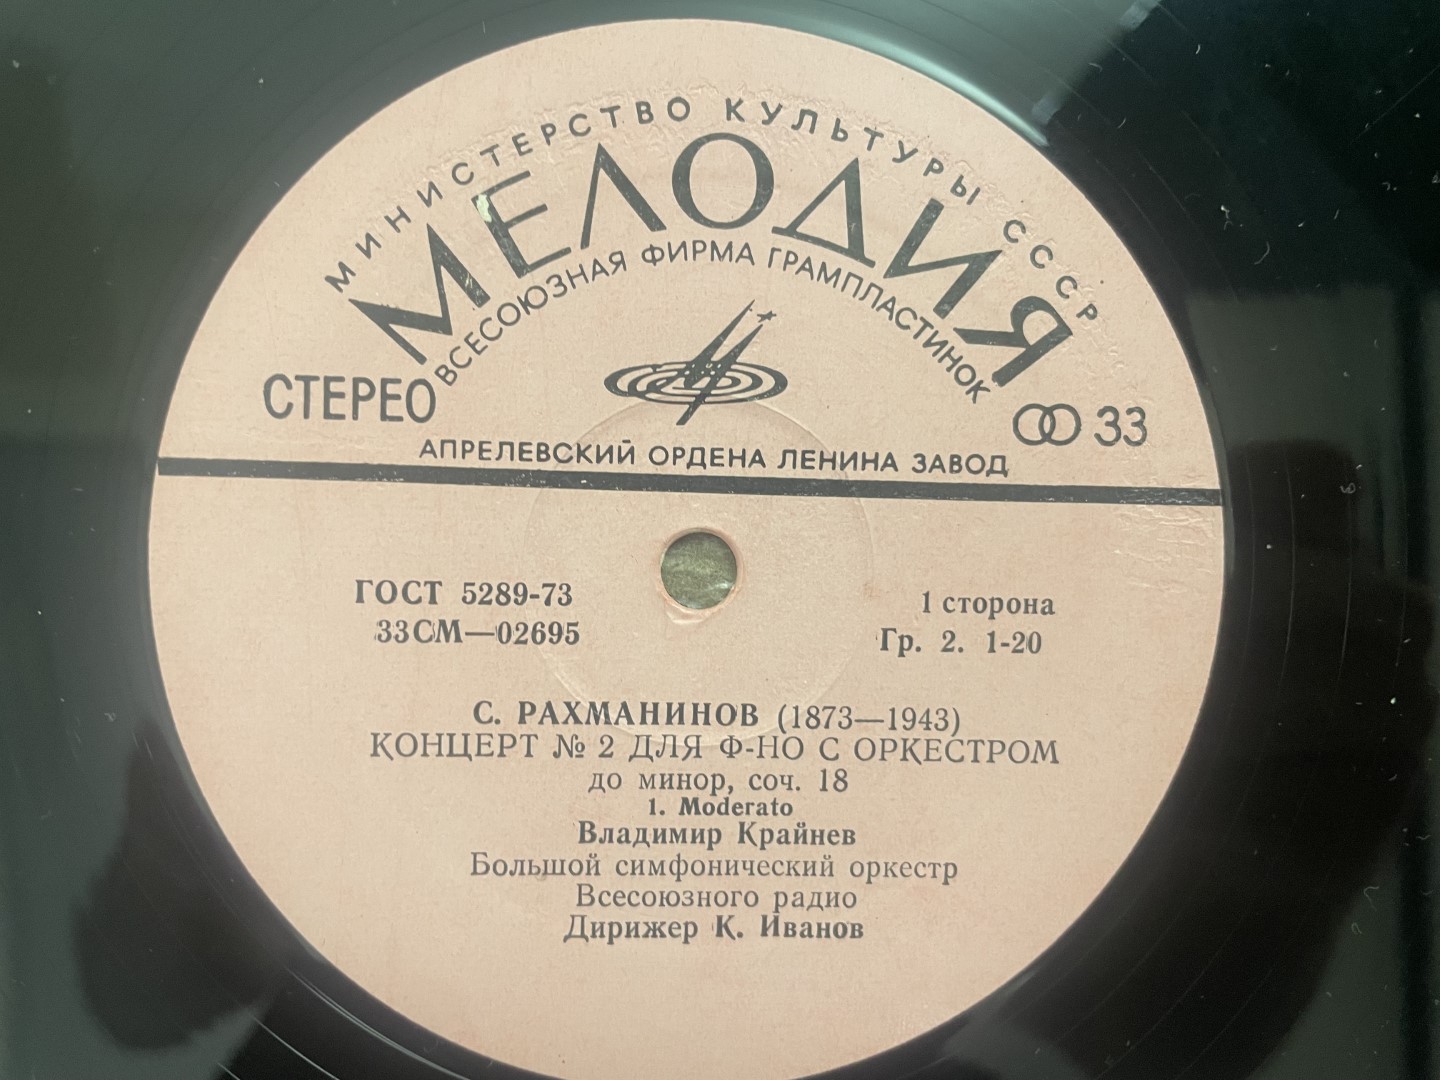 МИНИСТЕРСТВО КУЛЬТУРЫ СССР
МЕЛОДИЯ
ВСЕСОЮЗНАЯ ФИРМА ГРАМПЛАСТИНОК
СТЕРЕО
33
АПРЕЛЕВСКИЙ ОРДЕНА ЛЕНИНА ЗАВОД
ГОСТ 5289-73
33СМ—02695
1 сторона
Гр. 2. 1-20
С. РАХМАНИНОВ (1873—1943)
КОНЦЕРТ № 2 ДЛЯ Ф-НО С ОРКЕСТРОМ
до минор, соч. 18
1. Moderato
Владимир Крайнев
Большой симфонический оркестр
Всесоюзного радио
Дирижер К. Иванов